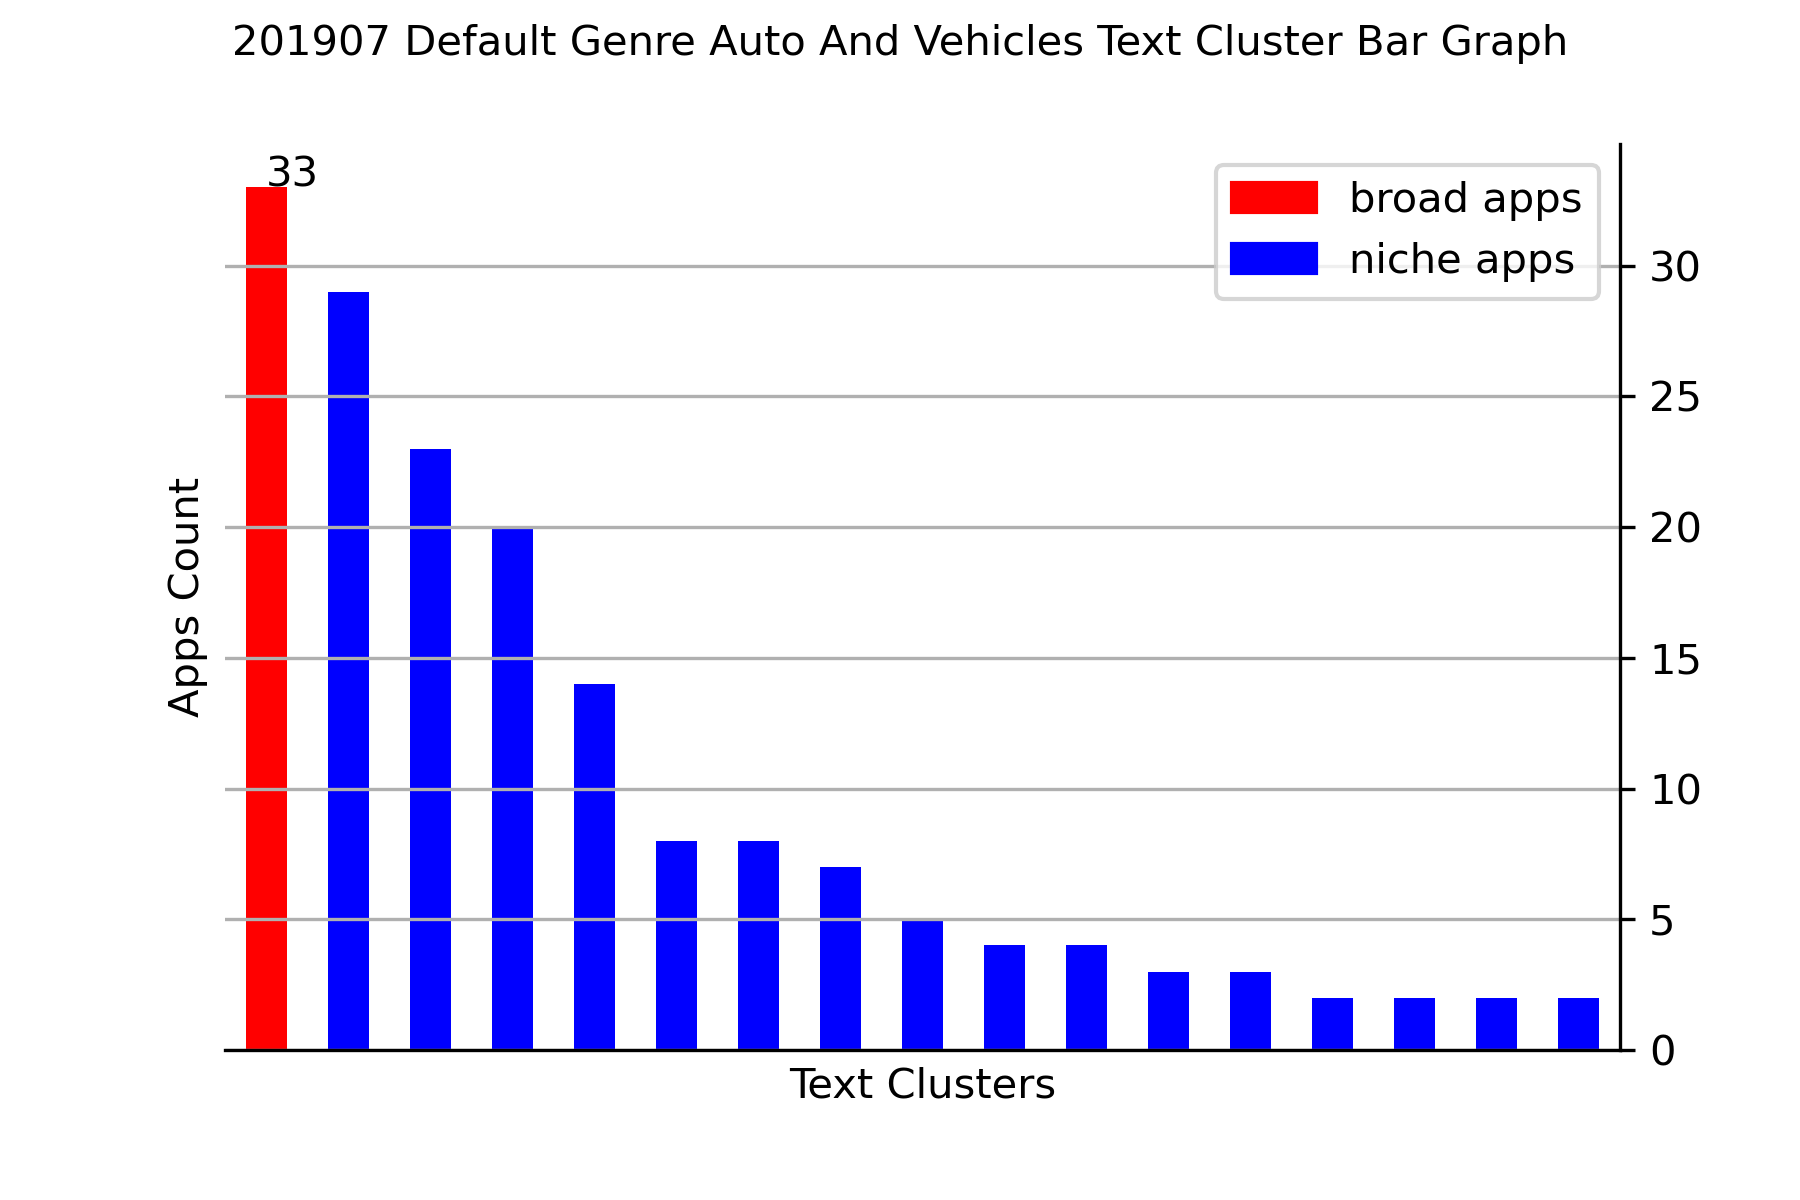 201907 Default Genre Auto And Vehicles Text Cluster Bar Graph
33
broad apps
niche apps
30
25
20
15
10
5
0
Apps Count
Text Clusters